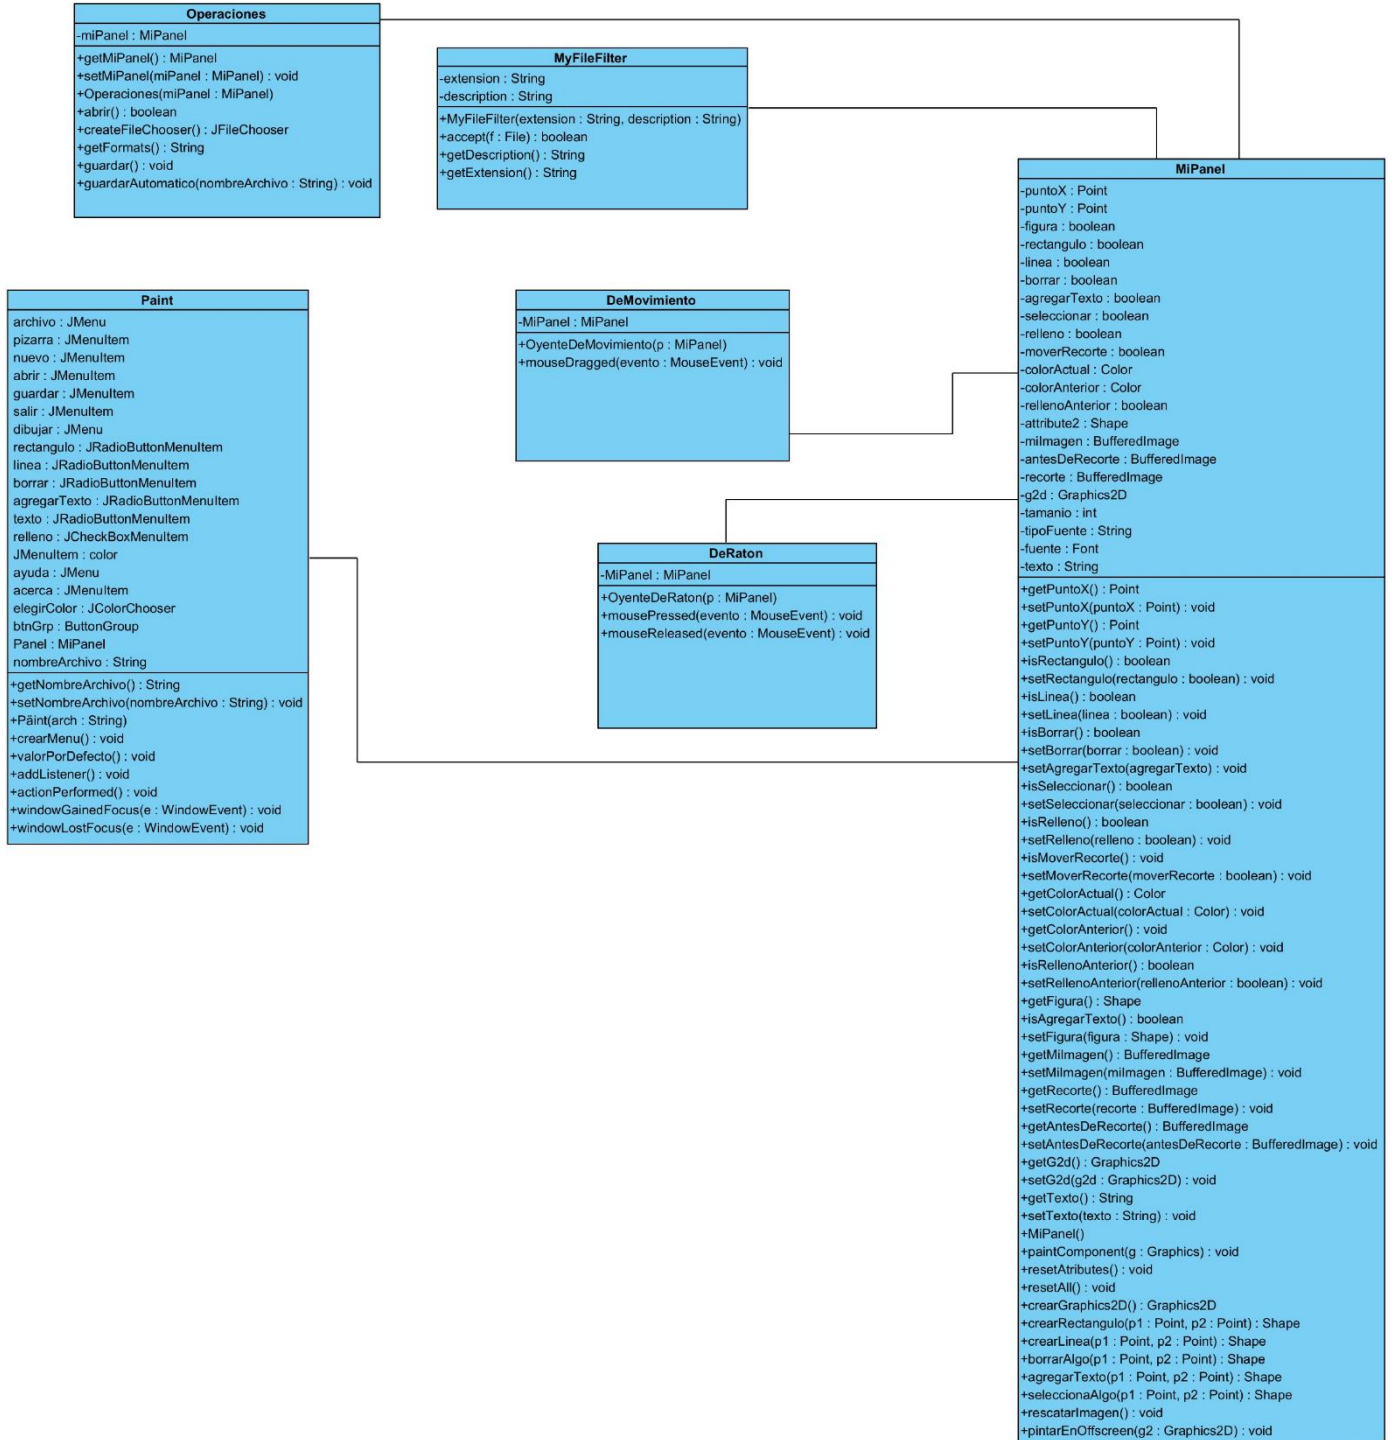 Operaciones
-miPanel : MiPanel
+getMiPanel() : MiPanel
+setMiPanel(miPanel : MiPanel) : void
+Operaciones(miPanel : MiPanel)
+abrir() : boolean
+createFileChooser() : JFileChooser
+getFormats() : String
+guardar() : void
+guardarAutomatico(nombreArchivo : String) : void
MyFileFilter
-extension : String
-description : String
+MyFileFilter(extension : String, description : String)
+accept(f : File) : boolean
+getDescription() : String
+getExtension() : String
Paint
archivo : JMenu
pizarra : JMenuItem
nuevo : JMenuItem
abrir : JMenuItem
guardar : JMenuItem
salir : JMenuItem
dibujar : JMenu
rectangulo : JRadioButtonMenuItem
linea : JRadioButtonMenuItem
borrar : JRadioButtonMenuItem
agregarTexto : JRadioButtonMenuItem
texto : JRadioButtonMenuItem
relleno : JCheckBoxMenuItem
JMenuItem : color
ayuda : JMenu
acerca : JMenuItem
elegirColor : JColorChooser
btnGrp : ButtonGroup
Panel : MiPanel
nombreArchivo : String
+getNombreArchivo() : String
+setNombreArchivo(nombreArchivo : String) : void
+Päint(arch : String)
+crearMenu() : void
+valorPorDefecto() : void
+addListener() : void
+actionPerformed() : void
+windowGainedFocus(e : WindowEvent) : void
+windowLostFocus(e : WindowEvent) : void
DeMovimiento
-MiPanel : MiPanel
+OyenteDeMovimiento(p : MiPanel)
+mouseDragged(evento : MouseEvent) : void
DeRaton
-MiPanel : MiPanel
+OyenteDeRaton(p : MiPanel)
+mousePressed(evento : MouseEvent) : void
+mouseReleased(evento : MouseEvent) : void
MiPanel
-puntoX : Point
-puntoY : Point
-figura : boolean
-rectangulo : boolean
-linea : boolean
-borrar : boolean
-agregarTexto : boolean
-seleccionar : boolean
-relleno : boolean
-moverRecorte : boolean
-colorActual : Color
-colorAnterior : Color
-rellenoAnterior : boolean
-attribute2 : Shape
-miImagen : BufferedImage
-antesDeRecorte : BufferedImage
-recorte : BufferedImage
-g2d : Graphics2D
-tamanio : int
-tipoFuente : String
-fuente : Font
-texto : String
+getPuntoX() : Point
+setPuntoX(puntoX : Point) : void
+getPuntoY() : Point
+setPuntoY(puntoY : Point) : void
+isRectangulo() : boolean
+setRectangulo(rectangulo : boolean) : void
+isLinea() : boolean
+setLinea(linea : boolean) : void
+isBorrar() : boolean
+setBorrar(borrar : boolean) : void
+setAgregarTexto(agregarTexto) : void
+isSeleccionar() : boolean
+setSeleccionar(seleccionar : boolean) : void
+isRelleno() : boolean
+setRelleno(relleno : boolean) : void
+isMoverRecorte() : void
+setMoverRecorte(moverRecorte : boolean) : void
+getColorActual() : Color
+setColorActual(colorActual : Color) : void
+getColorAnterior() : void
+setColorAnterior(colorAnterior : Color) : void
+isRellenoAnterior() : boolean
+setRellenoAnterior(rellenoAnterior : boolean) : void
+getFigura() : Shape
+isAgregarTexto() : boolean
+setFigura(figura : Shape) : void
+getMiImagen() : BufferedImage
+setMiImagen(miImagen : BufferedImage) : void
+getRecorte() : BufferedImage
+setRecorte(recorte : BufferedImage) : void
+getAntesDeRecorte() : BufferedImage
+setAntesDeRecorte(antesDeRecorte : BufferedImage) : void
+getG2d() : Graphics2D
+setG2d(g2d : Graphics2D) : void
+getTexto() : String
+setTexto(texto : String) : void
+MiPanel()
+paintComponent(g : Graphics) : void
+resetAtributes() : void
+resetAll() : void
+crearGraphics2D() : Graphics2D
+crearRectangulo(p1 : Point, p2 : Point) : Shape
+crearLinea(p1 : Point, p2 : Point) : Shape
+borrarAlgo(p1 : Point, p2 : Point) : Shape
+agregarTexto(p1 : Point, p2 : Point) : Shape
+seleccionaAlgo(p1 : Point, p2 : Point) : Shape
+rescatarImagen() : void
+pintarEnOffscreen(g2 : Graphics2D) : void